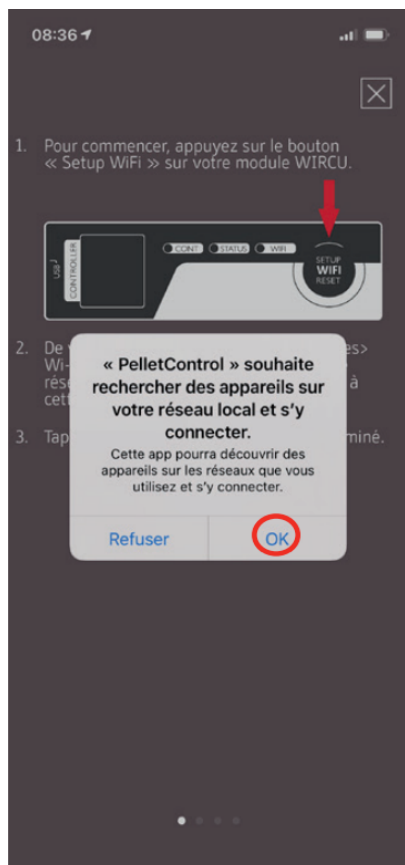 08:36
1. Pour commencer, appuyez sur le bouton
« Setup WiFi » sur votre module WIRCU.
USB
CONTROLLER
CONT
STATUS
WIFI
SETUP
WIFI
RESET
2. De
es>
Wi-
rés
à
cet
« PelletControl » souhaite
rechercher des appareils sur
votre réseau local et s’y
connecter.
3. Tap
miné.
Cette app pourra découvrir des
appareils sur les réseaux que vous
utilisez et s’y connecter.
Refuser
OK